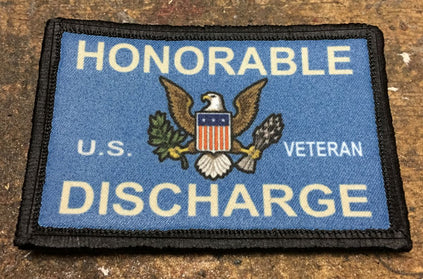 HONORABLE
U.S. VETERAN
DISCHARGE